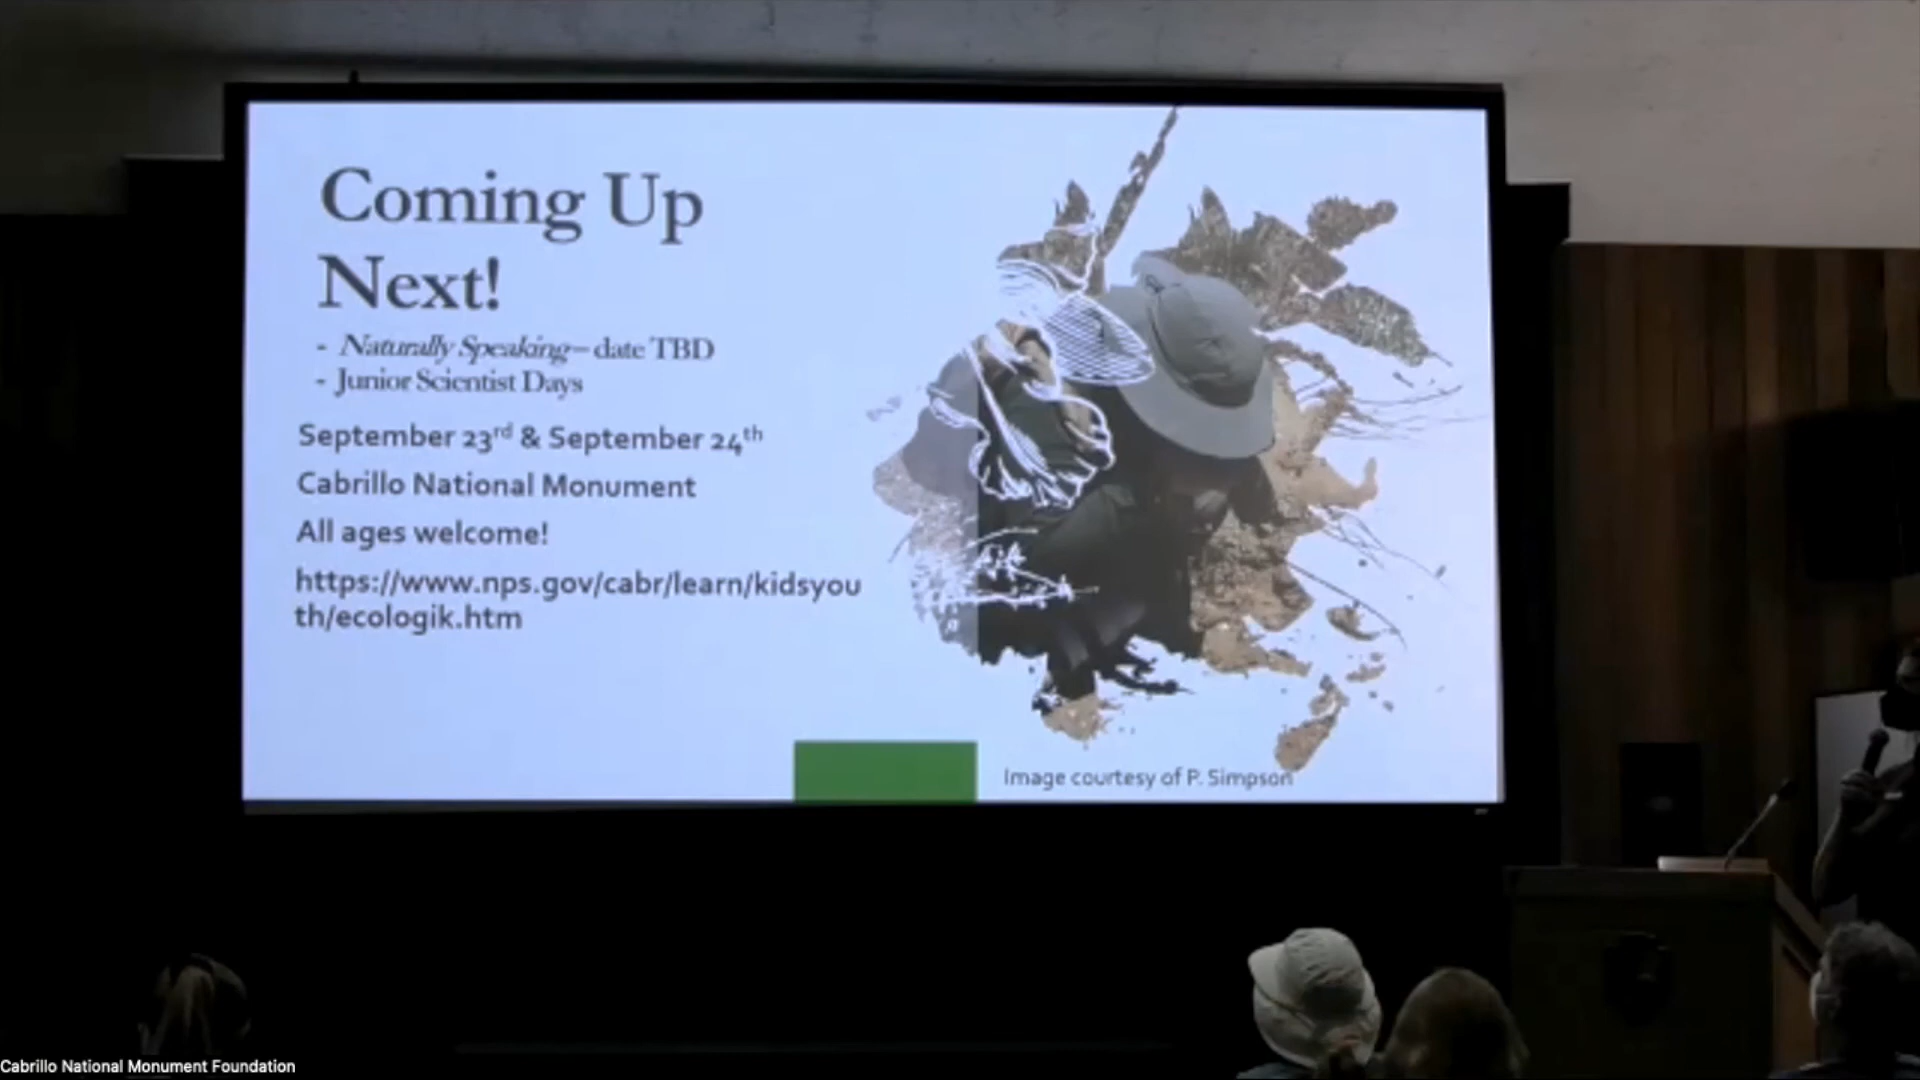 Coming Up
Next!
- Naturally Speaking– date TBD
- Junior Scientist Days
September 23rd & September 24th
Cabrillo National Monument
All ages welcome!
https://www.nps.gov/cabr/learn/kidsyou
th/ecologik.htm
Image courtesy of P. Simpson
Cabrillo National Monument Foundation